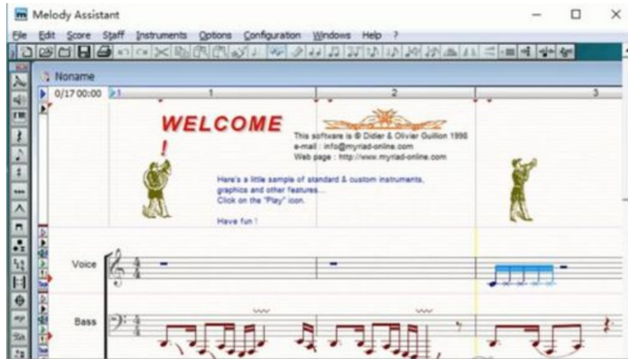 Melody Assistant
File Edit Score Staff Instruments Options Configuration Windows Help ?
Noname
0/17 00:00 1 2 3
WELCOME
!
This software is © Didier & Olivier Guillion 1998
e-mail : info@myriad-online.com
Web page : http://www.myriad-online.com
Here's a little sample of standard & custom instruments,
graphics and other features...
Click on the "Play" icon.
Have fun !
Voice
Bass